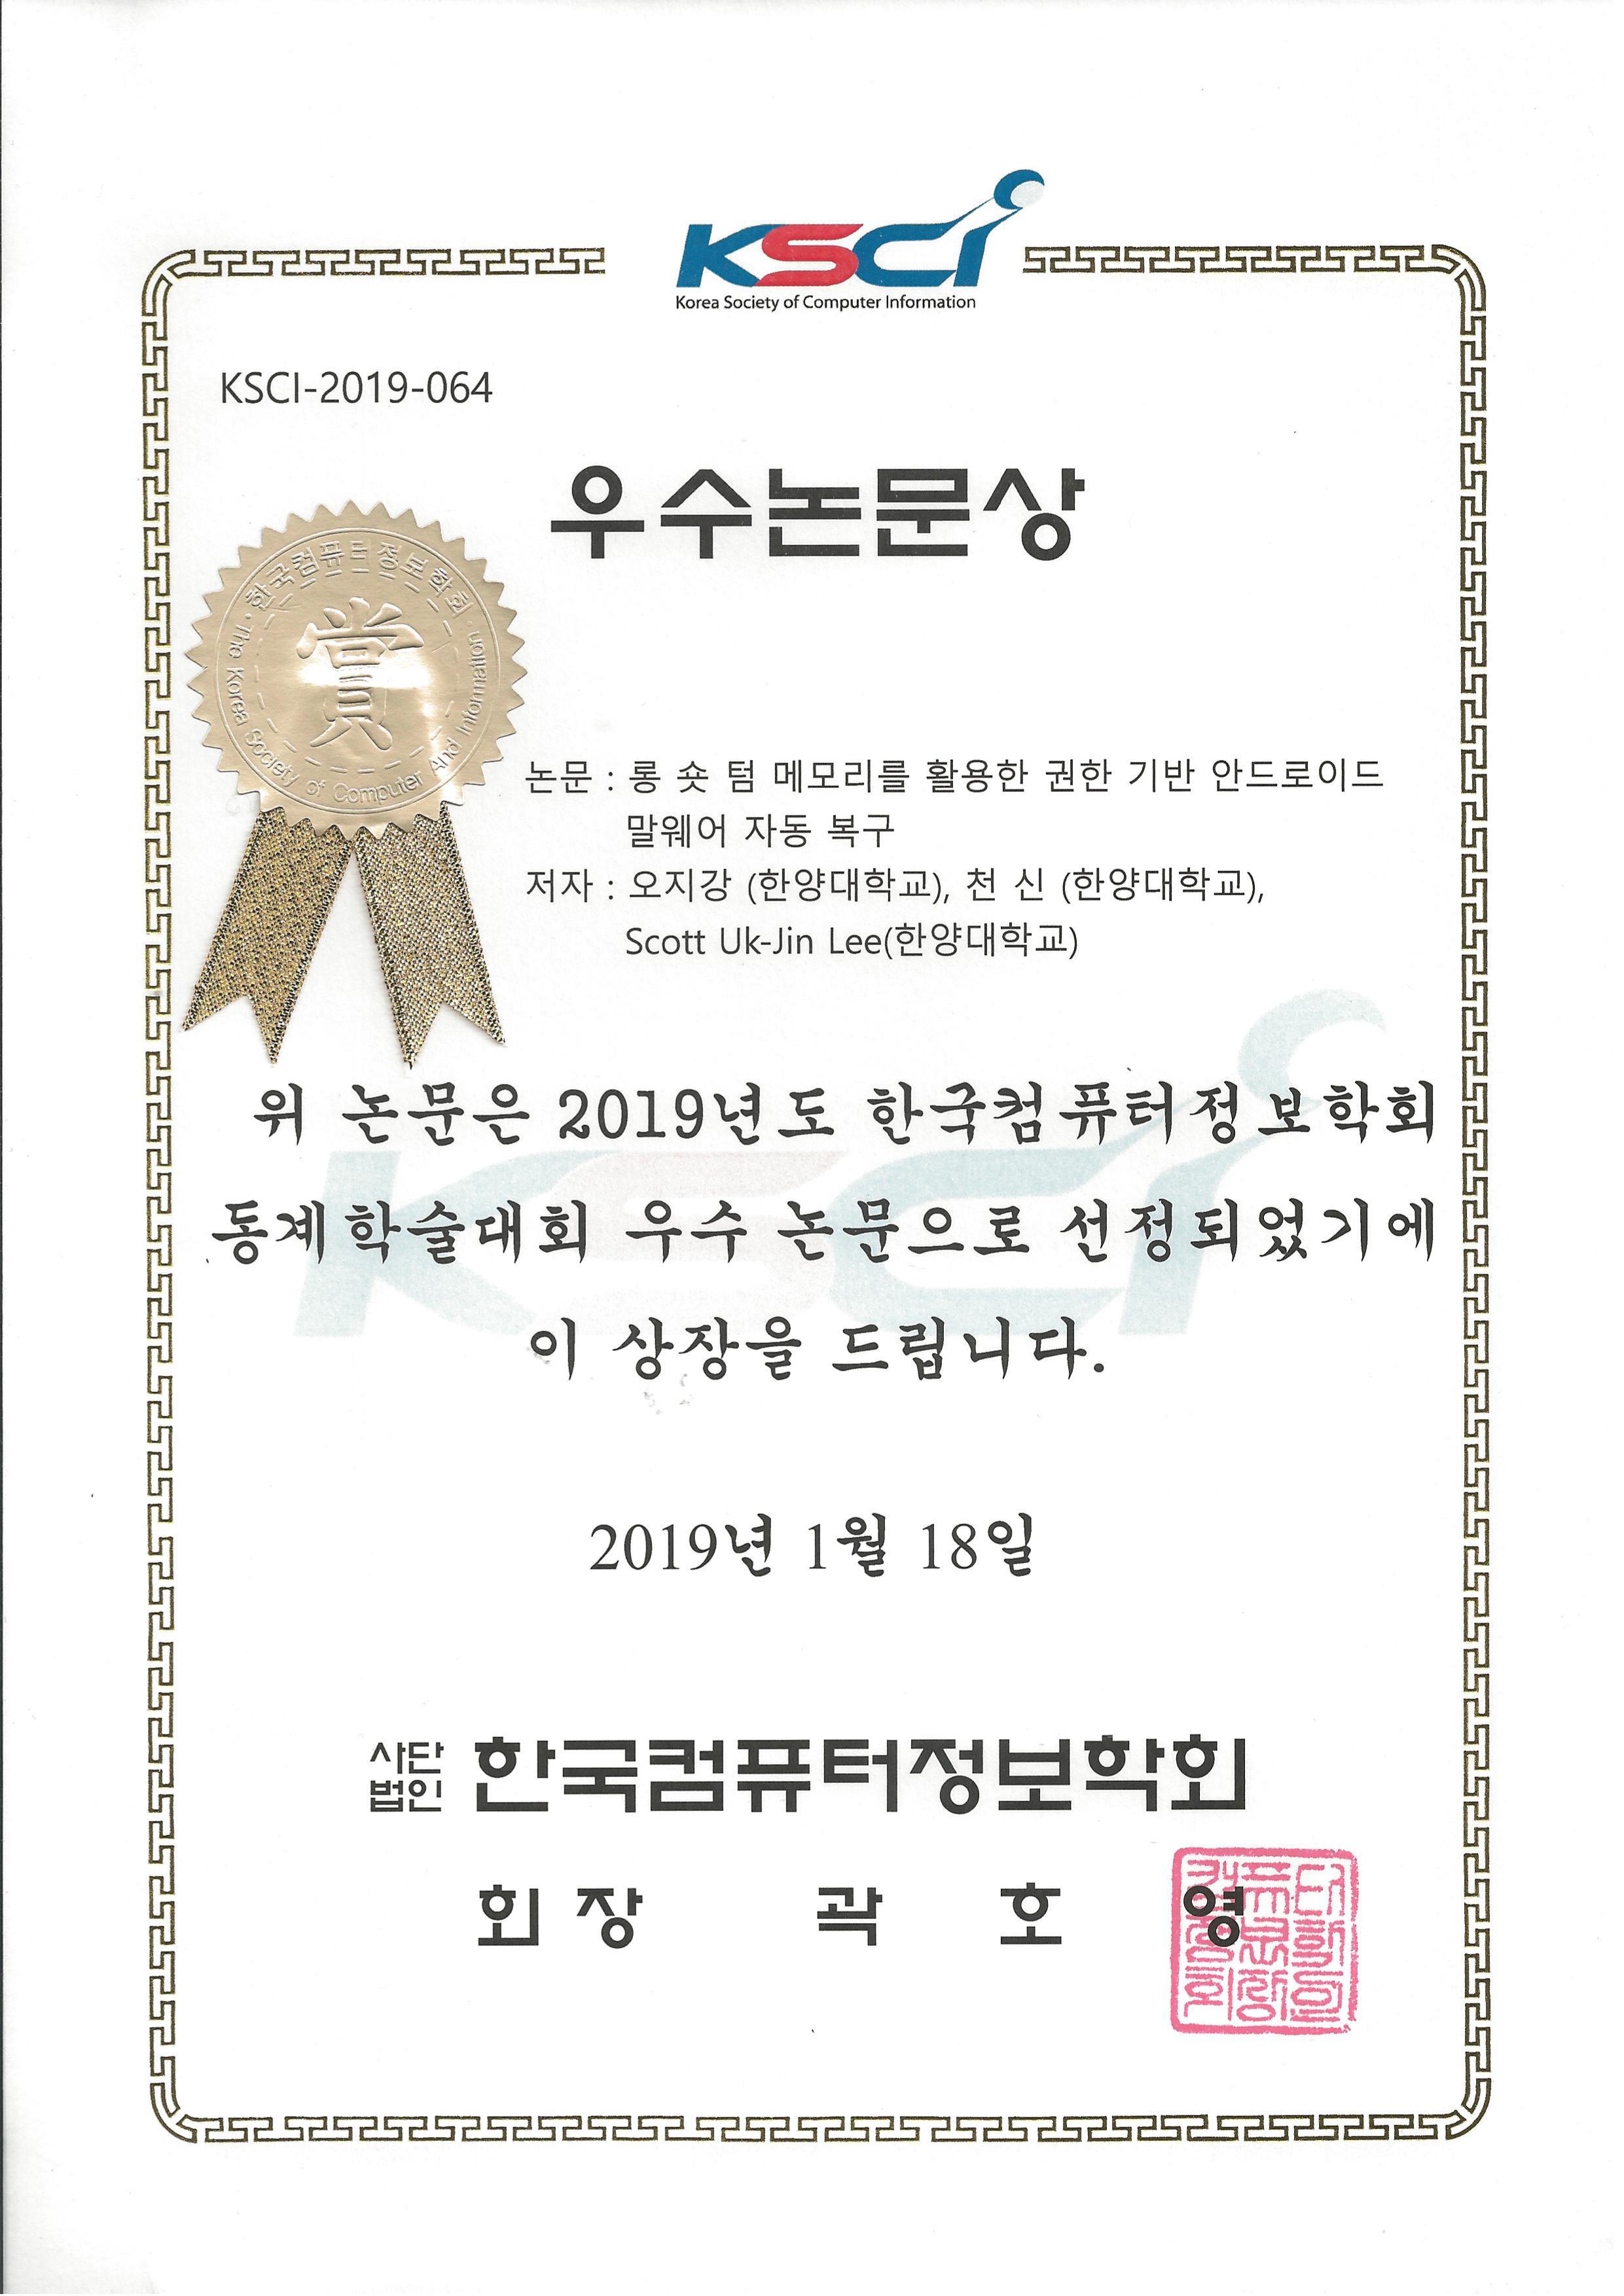 KSCI
Korea Society of Computer Information
KSCI-2019-064
우수논문상
한국컴퓨터정보학회
賞
The Korea Society of Computer And Information
논문 : 롱 숏 텀 메모리를 활용한 권한 기반 안드로이드
말웨어 자동 복구
저자 : 오지강 (한양대학교), 천 신 (한양대학교),
Scott Uk-Jin Lee(한양대학교)
위 논문은 2019년도 한국컴퓨터정보학회
동계학술대회 우수 논문으로 선정되었기에
이 상장을 드립니다.
2019년 1월 18일
사단
법인 한국컴퓨터정보학회
회 장 곽 호 영